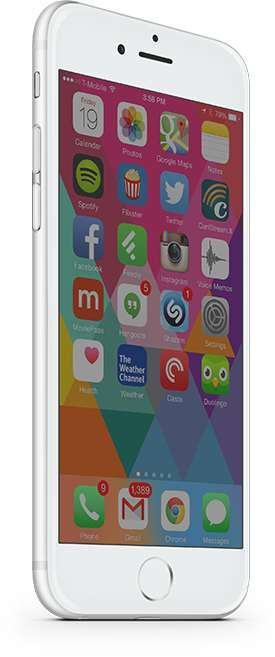 T-Mobile 3:58 PM 79%
Friday
19
Calendar Photos Google Maps Notes
Spotify Flixster Twitter CanIStream.It
Facebook Feedly Instagram Voice Memos
m 5 1
MoviePass Hangouts Shazam Settings
The
Weather
Channel
Health Weather Casts Duolingo
9 1,389
Phone Gmail Chrome Messages